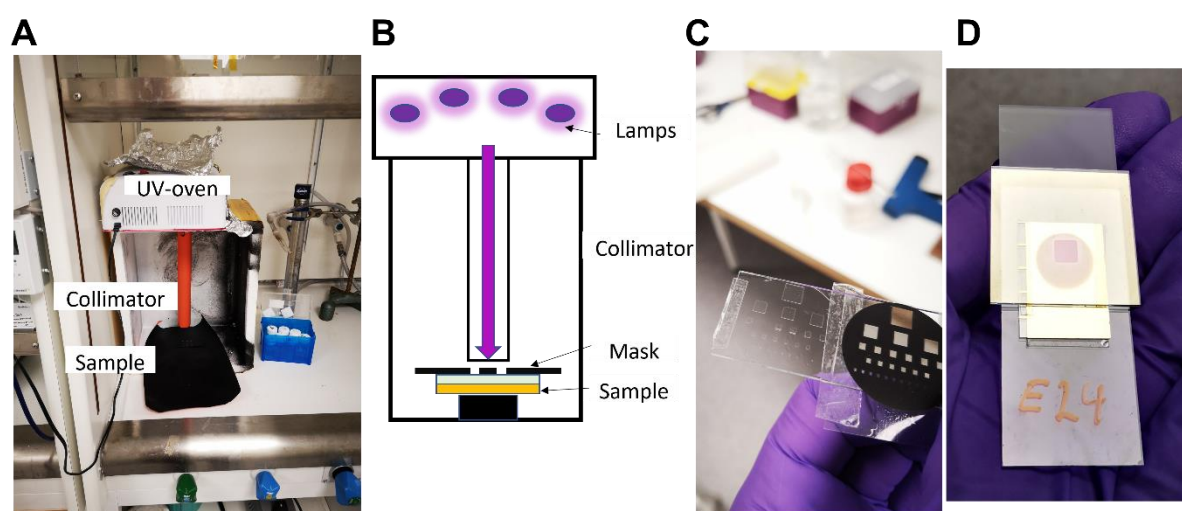 A
B
C
D
UV-oven
Collimator
Sample
Lamps
Collimator
Mask
Sample
E24